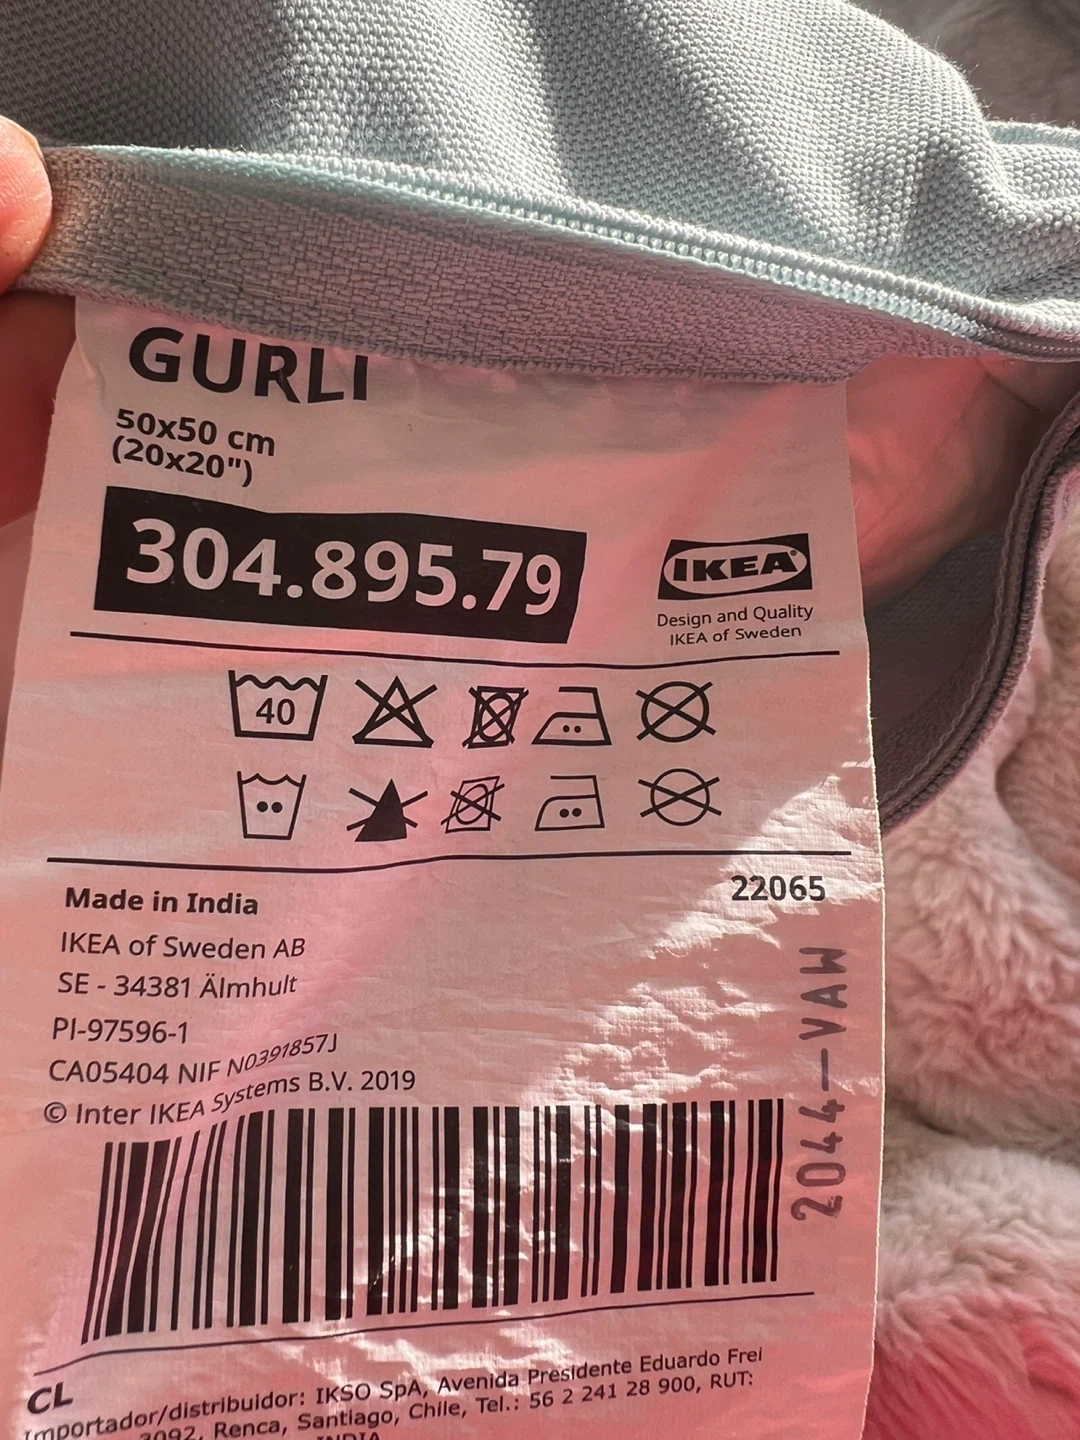 GURLI
50x50 cm
(20x20")
304.895.79
IKEA
Design and Quality
IKEA of Sweden
40
Made in India
22065
IKEA of Sweden AB
SE - 34381 Älmhult
PI-97596-1
CA05404 NIF N0391857J
© Inter IKEA Systems B.V. 2019
2044-VAW
CL
Importador/distribuidor: IKSO SpA, Avenida Presidente Eduardo Frei
3092, Renca, Santiago, Chile, Tel.: 56 2 241 28 900, RUT:
INDIA